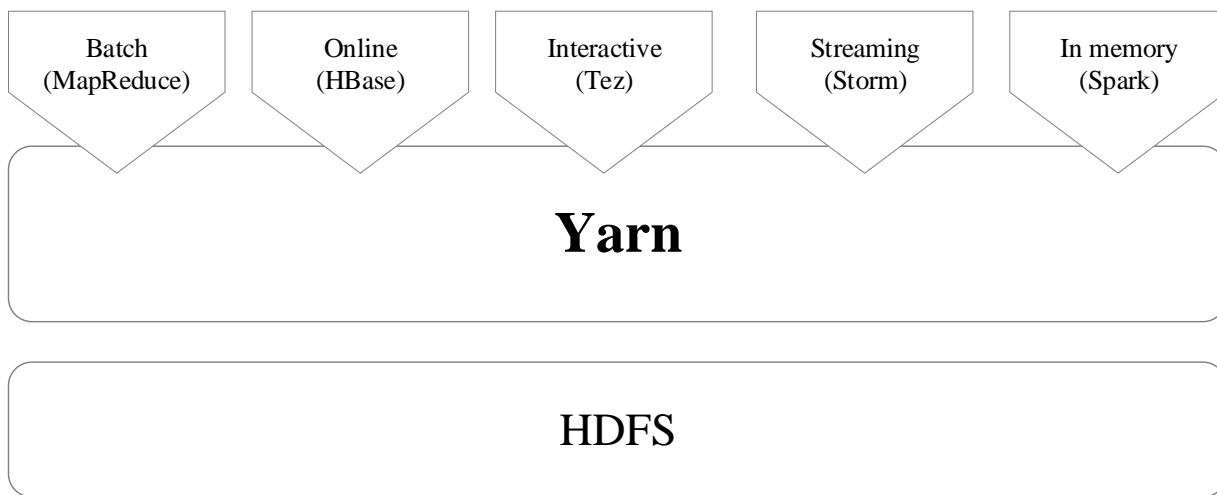 Batch
(MapReduce)
Online
(HBase)
Interactive
(Tez)
Streaming
(Storm)
In memory
(Spark)
Yarn
HDFS